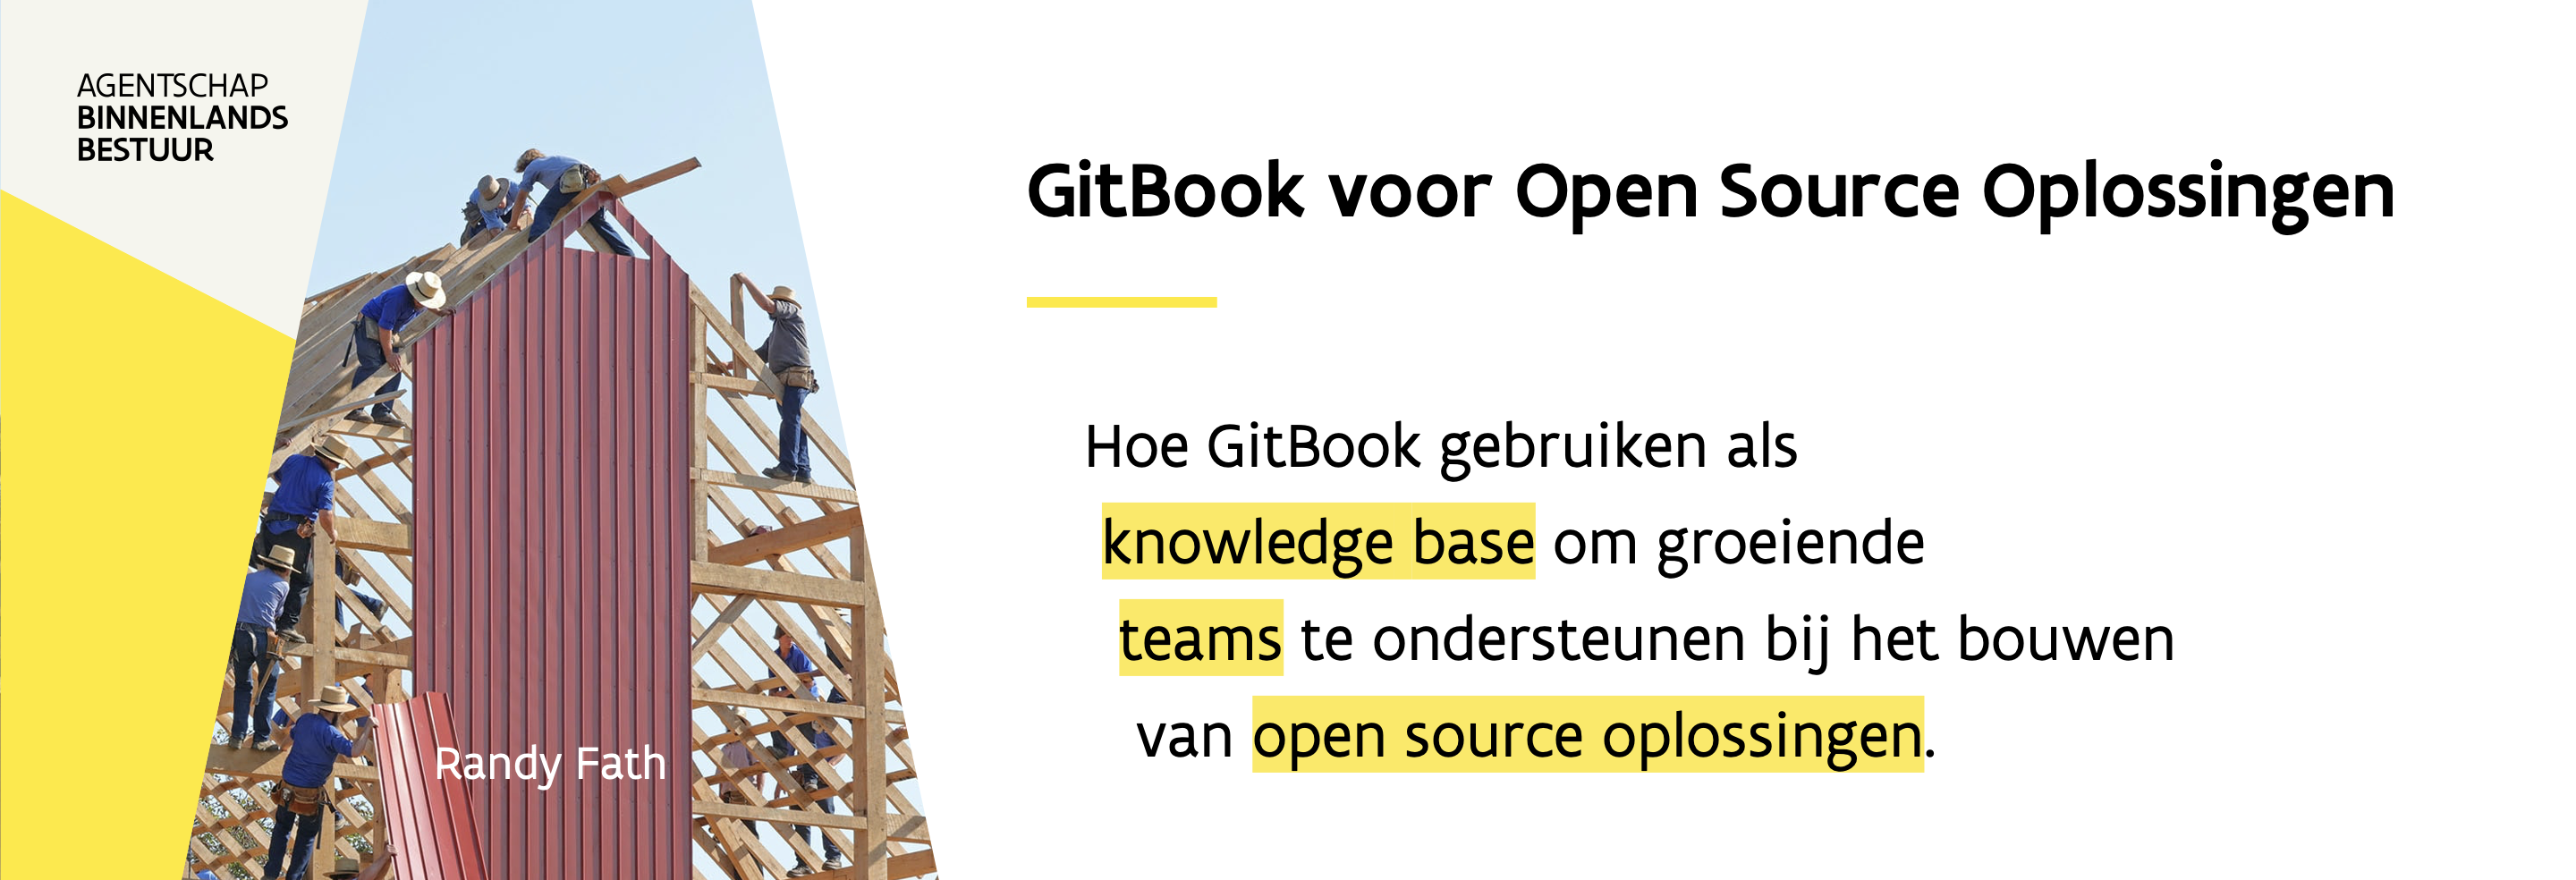 AGENTSCHAP
BINNENLANDS
BESTUUR
GitBook voor Open Source Oplossingen
Hoe GitBook gebruiken als
knowledge base om groeiende
teams te ondersteunen bij het bouwen
van open source oplossingen.
Randy Fath